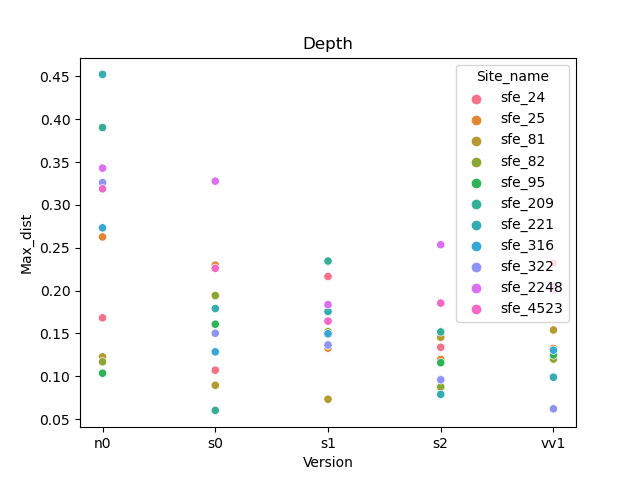 Depth
Site_name
sfe_24
sfe_25
sfe_81
sfe_82
sfe_95
sfe_209
sfe_221
sfe_316
sfe_322
sfe_2248
sfe_4523
Max_dist
0.45
0.40
0.35
0.30
0.25
0.20
0.15
0.10
0.05
n0 s0 s1 s2 vv1
Version